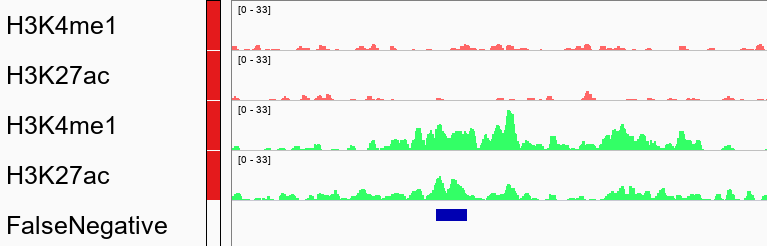 H3K4me1
[0 - 33]
H3K27ac
[0 - 33]
H3K4me1
[0 - 33]
H3K27ac
[0 - 33]
FalseNegative